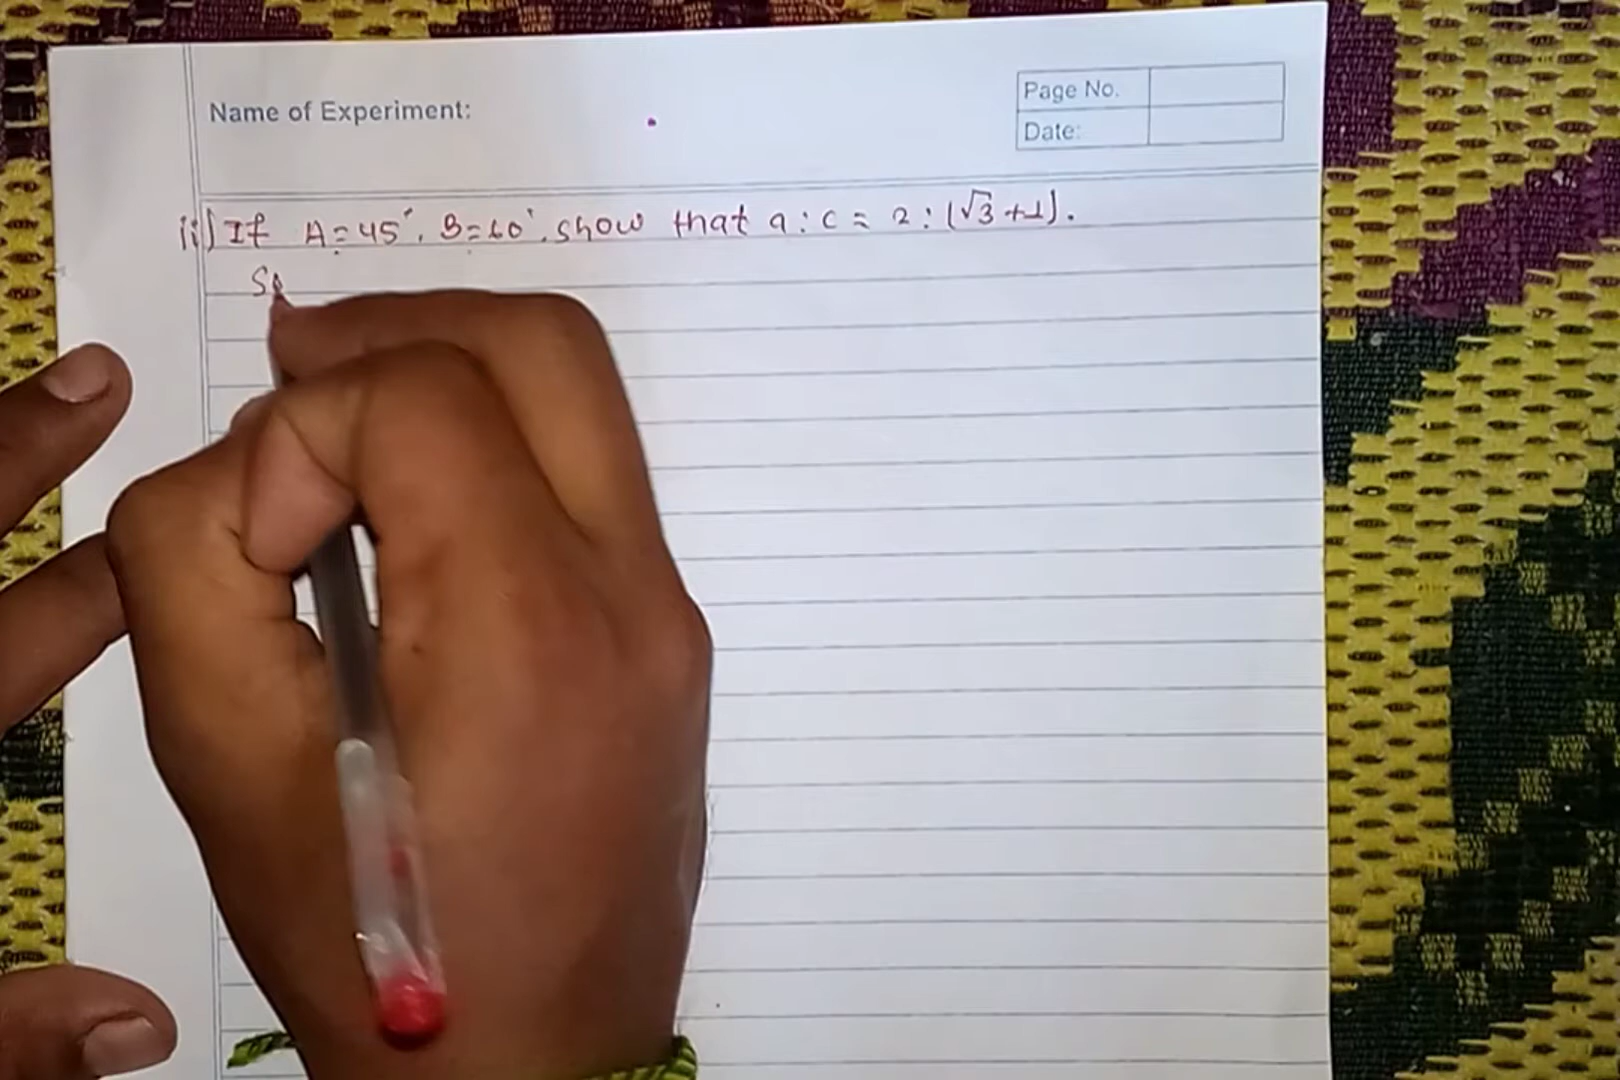 Name of Experiment:
Page No.
Date:
ii) If A = 45°, B = 60°, show that a : c = 2 : (√3 + 1).